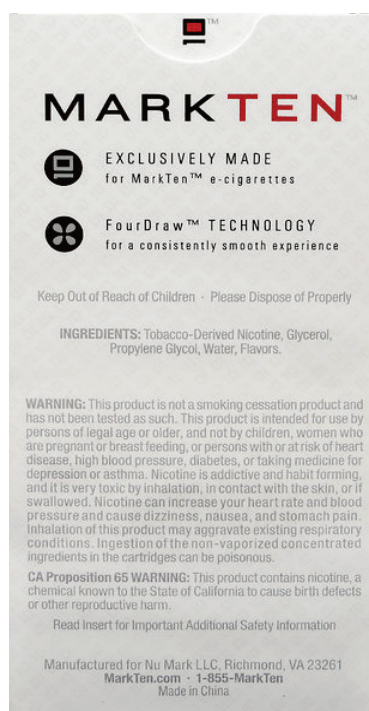 MARKTEN™
EXCLUSIVELY MADE
for MarkTen™ e-cigarettes
FourDraw™ TECHNOLOGY
for a consistently smooth experience
Keep Out of Reach of Children · Please Dispose of Properly
INGREDIENTS: Tobacco-Derived Nicotine, Glycerol,
Propylene Glycol, Water, Flavors.
WARNING: This product is not a smoking cessation product and
has not been tested as such. This product is intended for use by
persons of legal age or older, and not by children, women who
are pregnant or breast feeding, or persons with or at risk of heart
disease, high blood pressure, diabetes, or taking medicine for
depression or asthma. Nicotine is addictive and habit forming,
and it is very toxic by inhalation, in contact with the skin, or if
swallowed. Nicotine can increase your heart rate and blood
pressure and cause dizziness, nausea, and stomach pain.
Inhalation of this product may aggravate existing respiratory
conditions. Ingestion of the non-vaporized concentrated
ingredients in the cartridges can be poisonous.
CA Proposition 65 WARNING: This product contains nicotine, a
chemical known to the State of California to cause birth defects
or other reproductive harm.
Read Insert for Important Additional Safety Information
Manufactured for Nu Mark LLC, Richmond, VA 23261
MarkTen.com · 1-855-MarkTen
Made in China